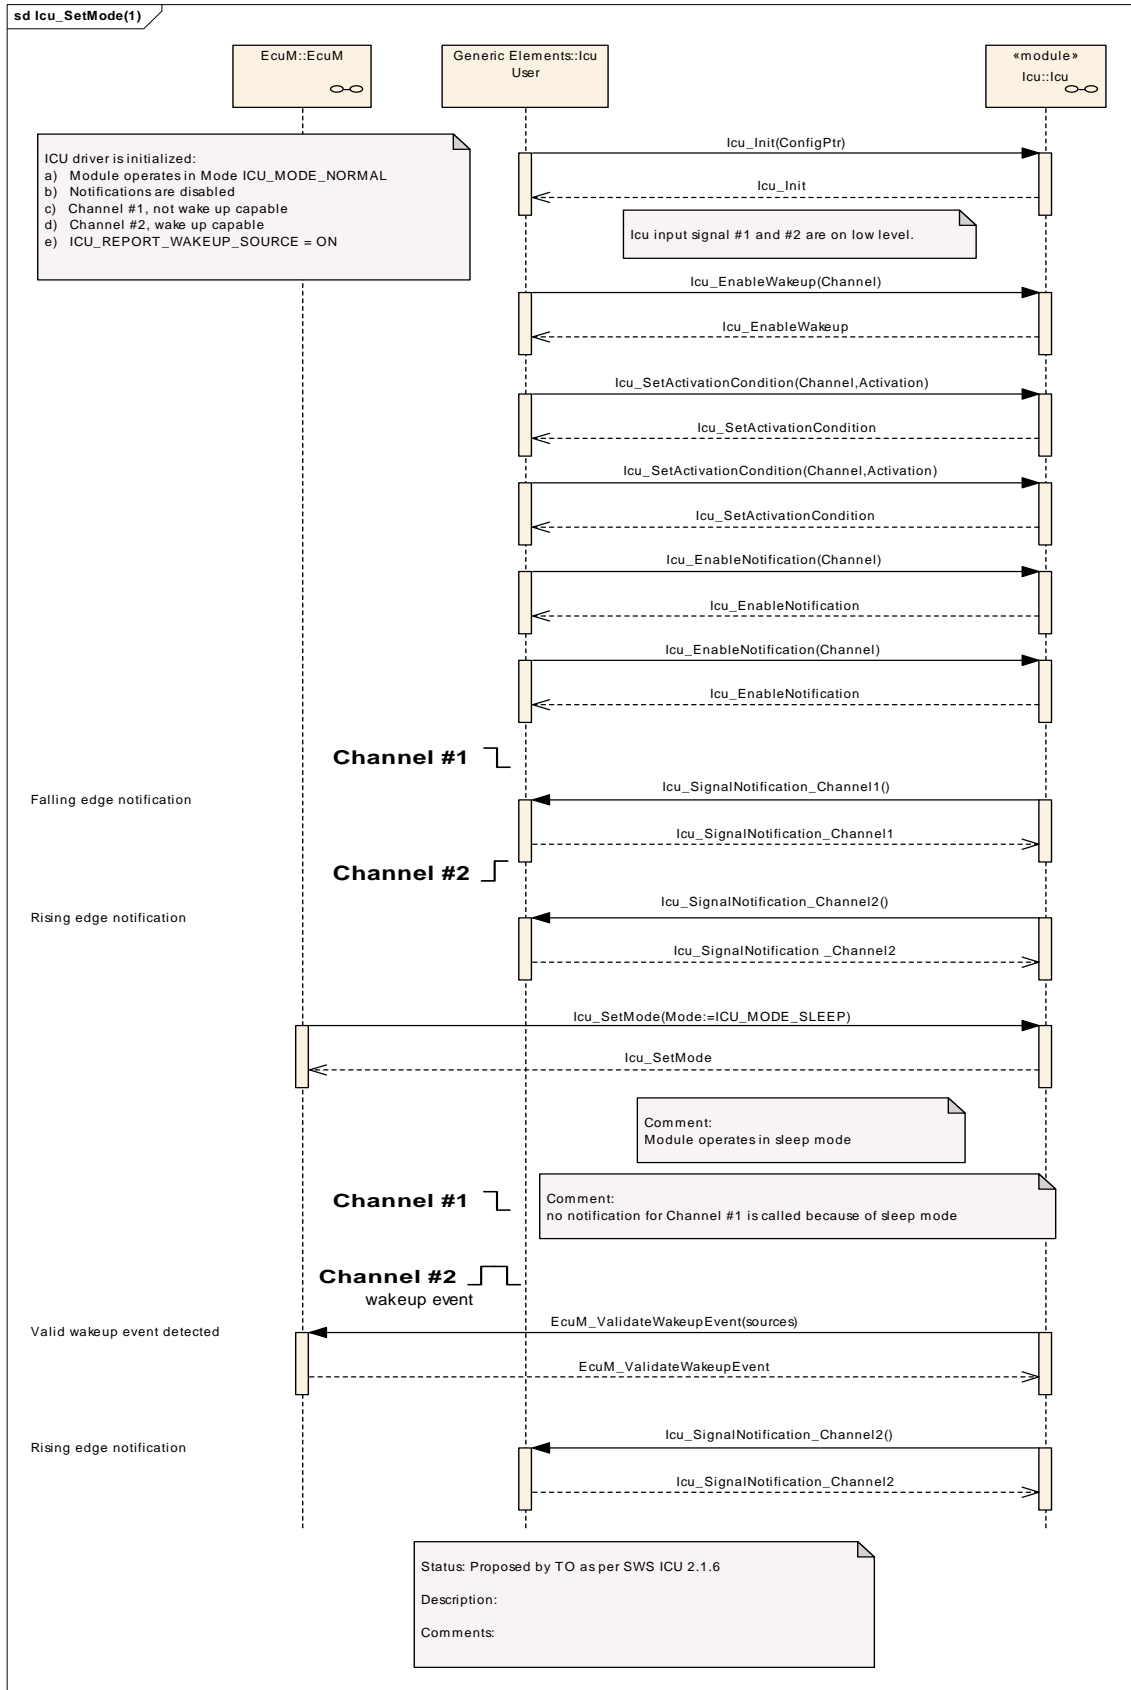 sd Icu_SetMode(1)
EcuM::EcuM
Generic Elements::Icu
User
«module»
Icu::Icu
ICU driver is initialized:
a) Module operates in Mode ICU_MODE_NORMAL
b) Notifications are disabled
c) Channel #1, not wake up capable
d) Channel #2, wake up capable
e) ICU_REPORT_WAKEUP_SOURCE = ON
Icu_Init(ConfigPtr)
Icu_Init
Icu input signal #1 and #2 are on low level.
Icu_EnableWakeup(Channel)
Icu_EnableWakeup
Icu_SetActivationCondition(Channel,Activation)
Icu_SetActivationCondition
Icu_SetActivationCondition(Channel,Activation)
Icu_SetActivationCondition
Icu_EnableNotification(Channel)
Icu_EnableNotification
Icu_EnableNotification(Channel)
Icu_EnableNotification
Channel #1
Icu_SignalNotification_Channel1()
Falling edge notification
Icu_SignalNotification_Channel1
Channel #2
Icu_SignalNotification_Channel2()
Rising edge notification
Icu_SignalNotification _Channel2
Icu_SetMode(Mode:=ICU_MODE_SLEEP)
Icu_SetMode
Comment:
Module operates in sleep mode
Channel #1
Comment:
no notification for Channel #1 is called because of sleep mode
Channel #2
wakeup event
EcuM_ValidateWakeupEvent(sources)
Valid wakeup event detected
EcuM_ValidateWakeupEvent
Icu_SignalNotification_Channel2()
Rising edge notification
Icu_SignalNotification_Channel2
Status: Proposed by TO as per SWS ICU 2.1.6
Description:
Comments: